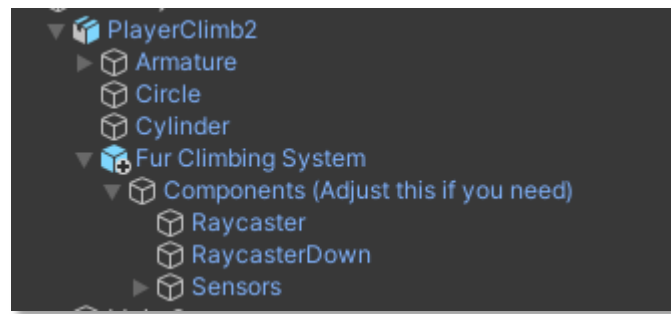 PlayerClimb2
Armature
Circle
Cylinder
Fur Climbing System
Components (Adjust this if you need)
Raycaster
RaycasterDown
Sensors